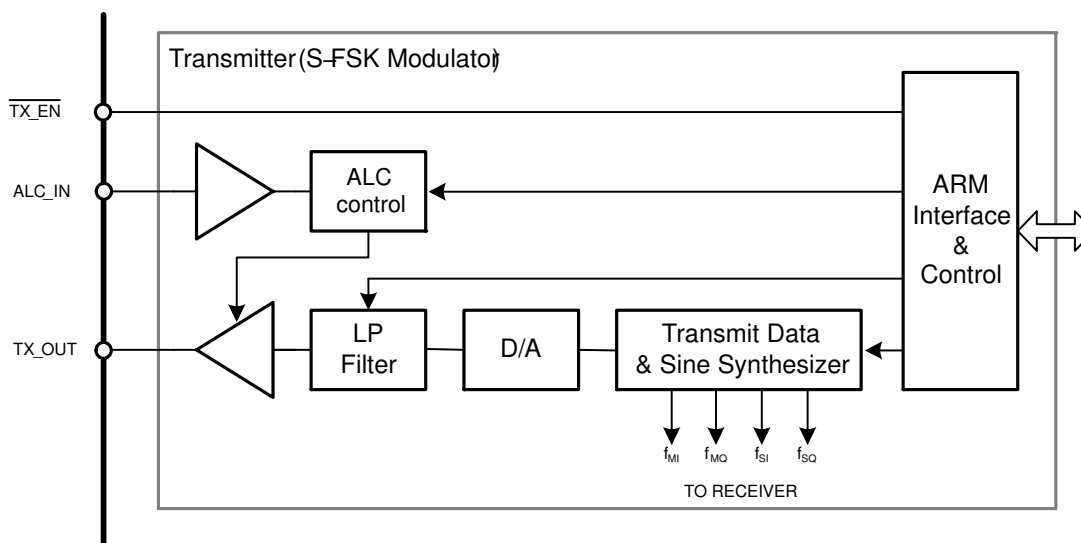 Transmitter (S-FSK Modulator)
TX_EN
ALC_IN
ALC
control
ARM
Interface
&
Control
TX_OUT
LP
Filter
D/A
Transmit Data
& Sine Synthesizer
fMI fMQ fSI fSQ
TO RECEIVER